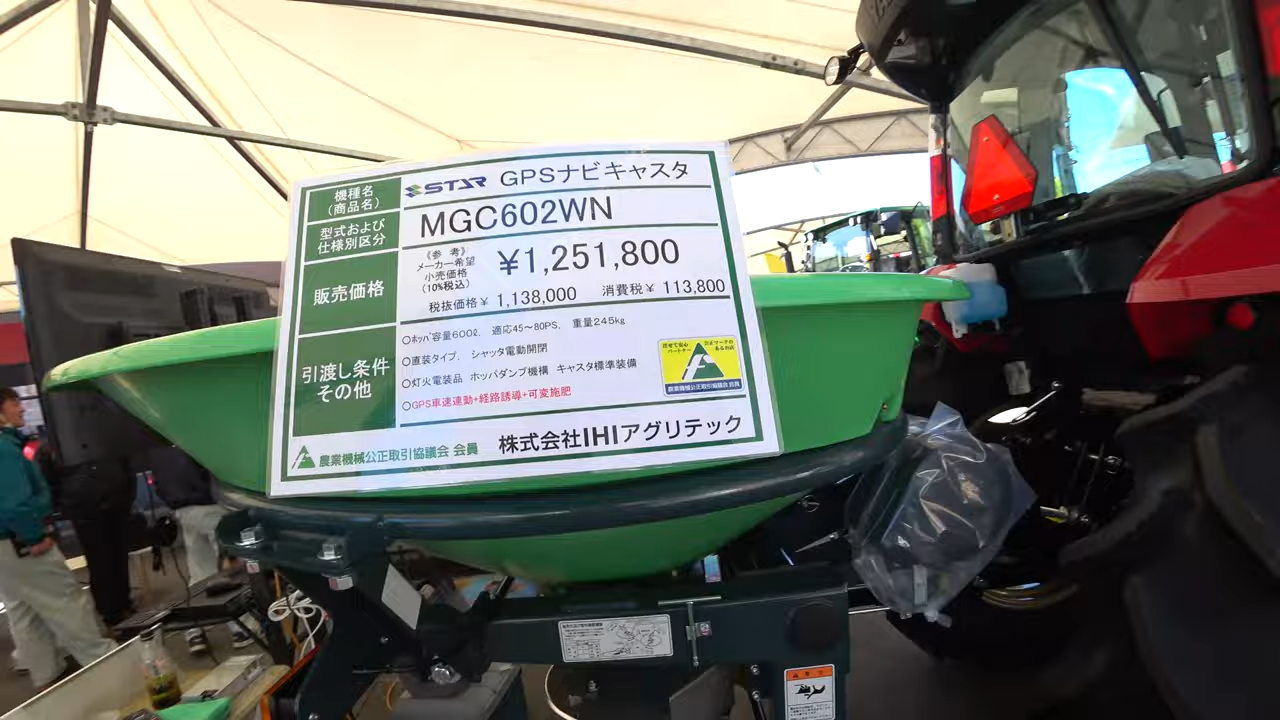 機種名
(商品名)
STAR GPSナビキャスタ
型式および
仕様別区分
MGC602WN
販売価格
《参 考》
メーカー希望
小売価格
(10%税込)
¥1,251,800
税抜価格¥ 1,138,000 消費税¥ 113,800
引渡し条件
その他
○ホッパ容量600ℓ. 適応45～80PS. 重量245kg
○直装タイプ. シャッタ電動開閉
○灯火電装品 ホッパダンプ機構 キャスタ標準装備
○GPS車速連動+経路誘導+可変施肥
農業機械公正取引協議会 会員
農業機械公正取引協議会 会員
株式会社IHIアグリテック